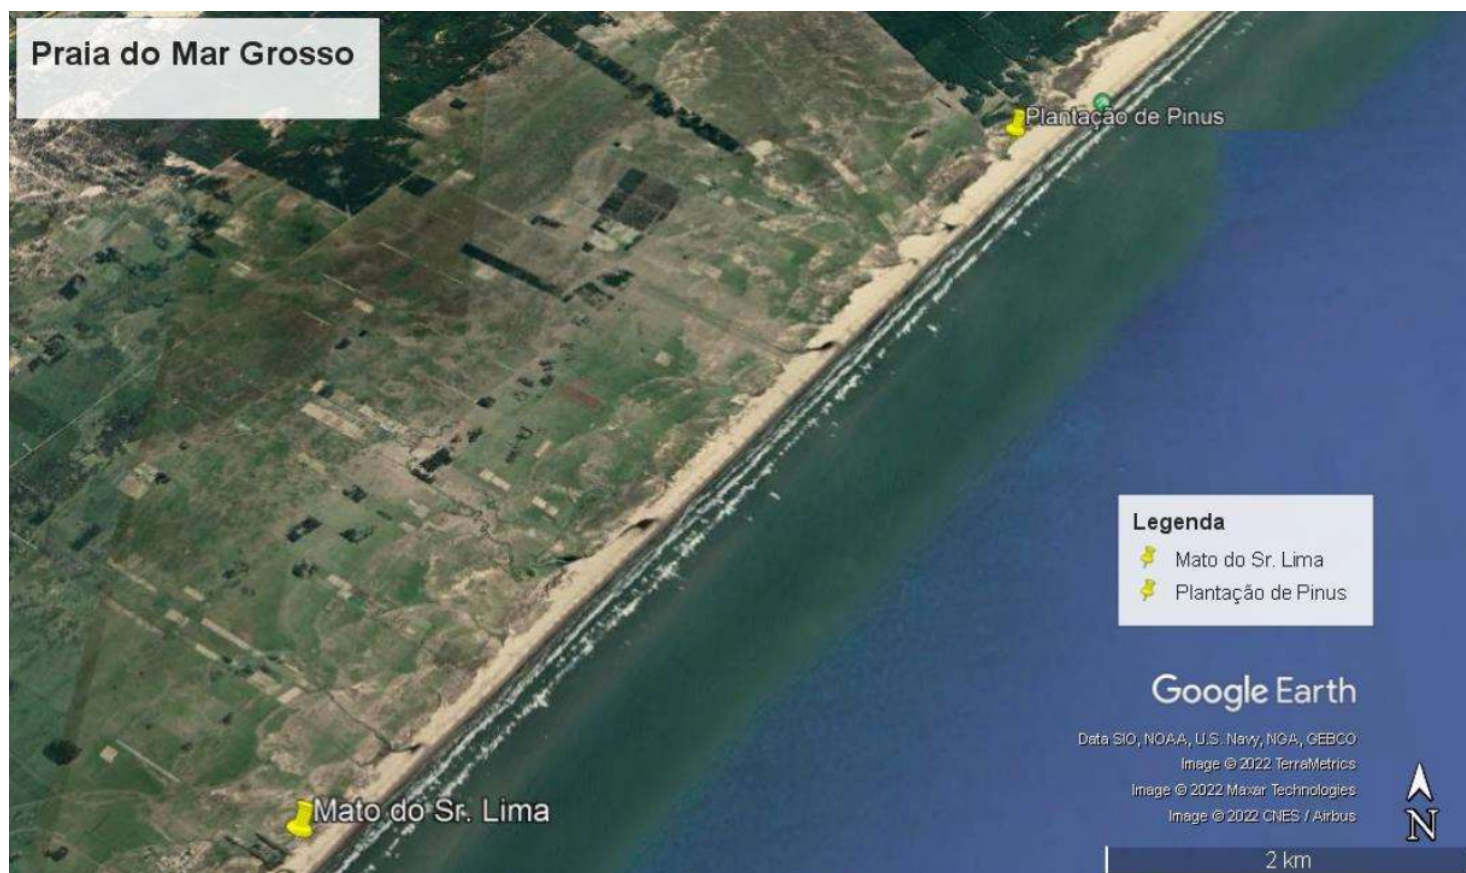 Praia do Mar Grosso
Plantação de Pinus
Legenda
Mato do Sr. Lima
Plantação de Pinus
Google Earth
Data SIO, NOAA, U.S. Navy, NGA, GEBCO
Image © 2022 TerraMetrics
Image © 2022 Maxar Technologies
Image © 2022 CNES / Airbus
Mato do Sr. Lima
N
2 km